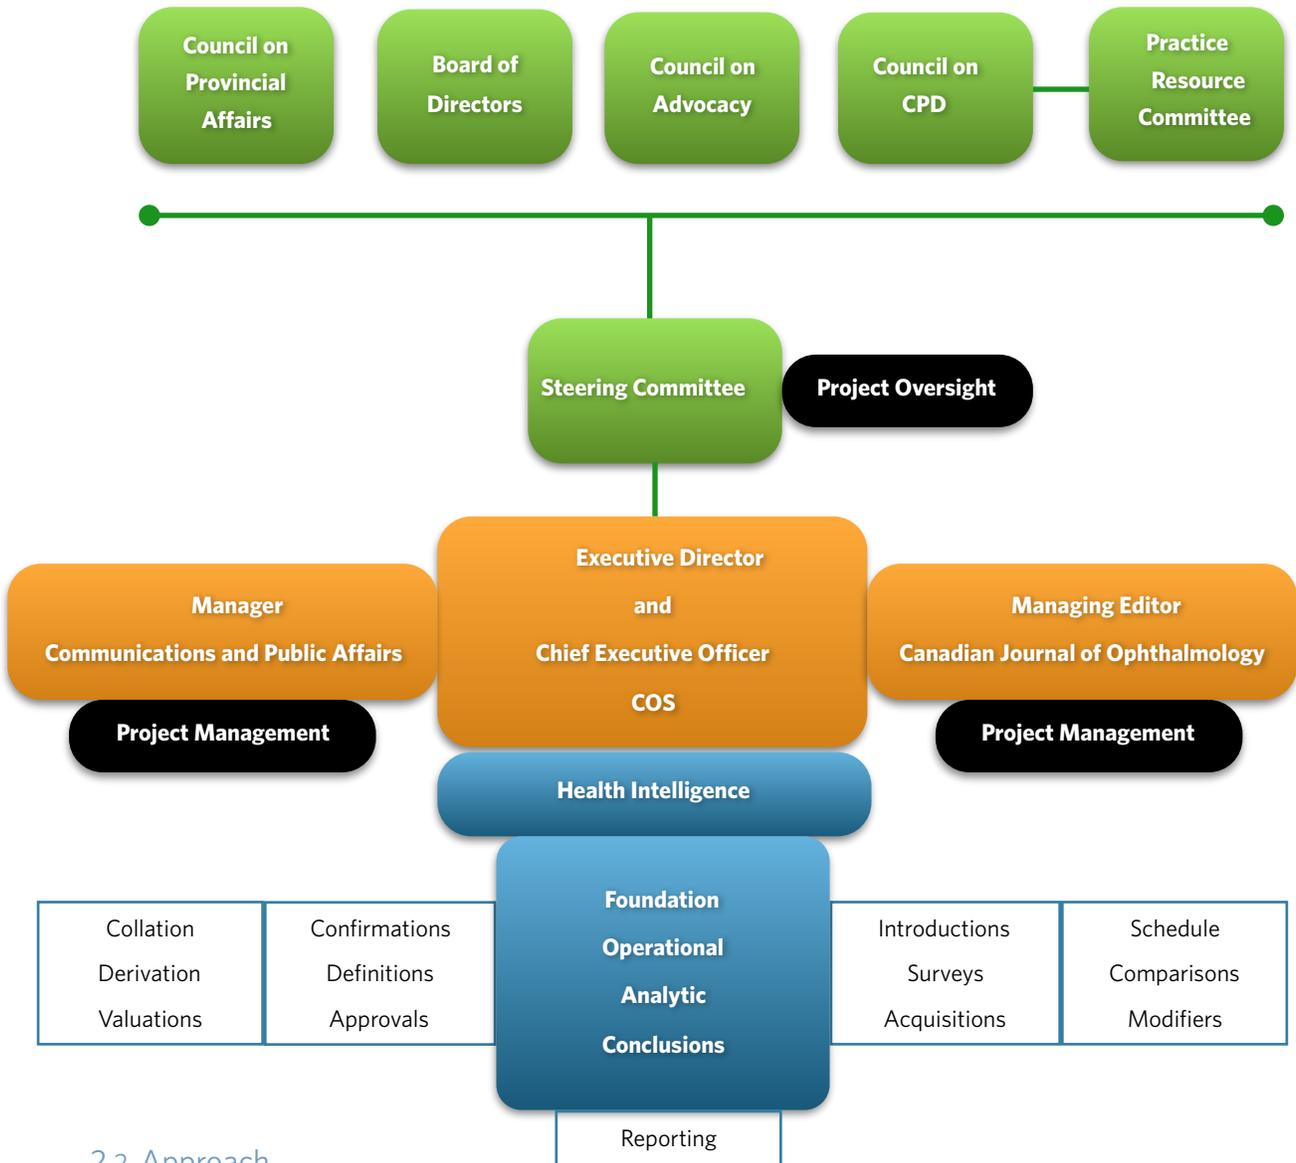 Council on
Provincial
Affairs
Board of
Directors
Council on
Advocacy
Council on
CPD
Practice
Resource
Committee
Steering Committee
Project Oversight
Executive Director
and
Chief Executive Officer
COS
Manager
Communications and Public Affairs
Managing Editor
Canadian Journal of Ophthalmology
Project Management
Project Management
Health Intelligence
Foundation
Operational
Analytic
Conclusions
Collation
Derivation
Valuations
Confirmations
Definitions
Approvals
Introductions
Surveys
Acquisitions
Schedule
Comparisons
Modifiers
Reporting
2.2 Approach